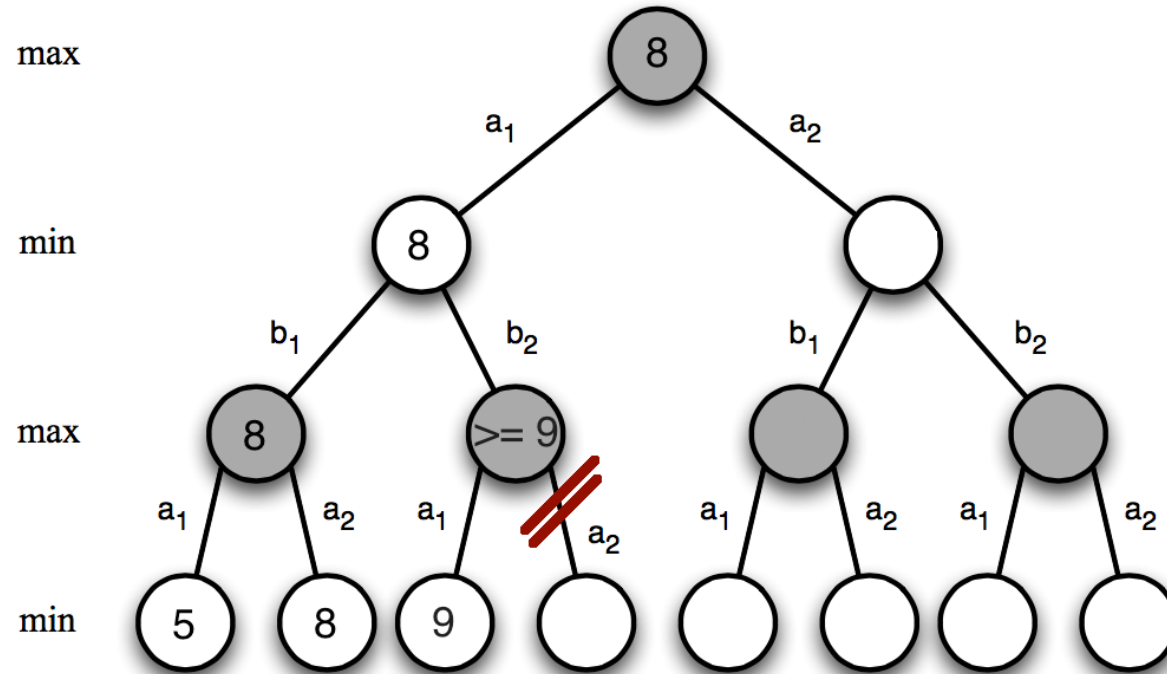 max
8
a₁
a₂
min
8
b₁
b₂
b₁
b₂
max
8
>= 9
a₁
a₂
a₁
a₂
a₁
a₂
a₁
a₂
min
5
8
9